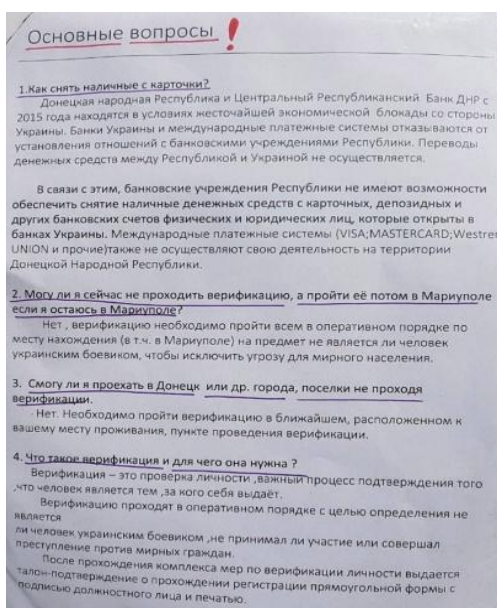 Основные вопросы !
1.Как снять наличные с карточки?
Донецкая народная Республика и Центральный Республиканский Банк ДНР с
2015 года находятся в условиях жесточайшей экономической блокады со стороны
Украины. Банки Украины и международные платежные системы отказываются от
установления отношений с банковскими учреждениями Республики. Переводы
денежных средств между Республикой и Украиной не осуществляется.
В связи с этим, банковские учреждения Республики не имеют возможности
обеспечить снятие наличные денежных средств с карточных, депозидных и
других банковских счетов физических и юридических лиц, которые открыты в
банках Украины. Международные платежные системы (VISA;MASTERCARD;Westren
UNION и прочие)также не осуществляют свою деятельность на территории
Донецкой Народной Республики.
2. Могу ли я сейчас не проходить верификацию, а пройти её потом в Мариуполе
если я остаюсь в Мариуполе?
Нет , верификацию необходимо пройти всем в оперативном порядке по
месту нахождения (в т.ч. в Мариуполе) на предмет не является ли человек
украинским боевиком, чтобы исключить угрозу для мирного населения.
3. Смогу ли я проехать в Донецк или др. города, поселки не проходя
верификации.
- Нет. Необходимо пройти верификацию в ближайшем, расположенном к
вашему месту проживания, пункте проведения верификации.
4. Что такое верификация и для чего она нужна ?
Верификация – это проверка личности ,важный процесс подтверждения того
,что человек является тем ,за кого себя выдаёт.
Верификацию проходят в оперативном порядке с целью определения не
является
ли человек украинским боевиком ,не принимал ли участие или совершал
преступление против мирных граждан.
После прохождения комплекса мер по верификации личности выдается
талон-подтверждение о прохождении регистрации прямоугольной формы с
подписью должностного лица и печатью.